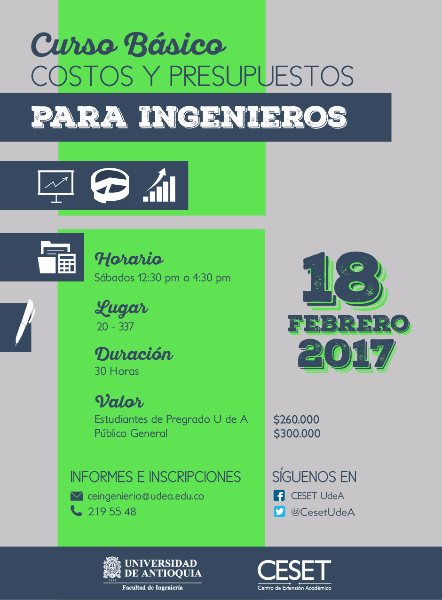 Curso Básico
COSTOS Y PRESUPUESTOS
PARA INGENIEROS
Horario
Sábados 12:30 pm a 4:30 pm
Lugar
20 - 337
Duración
30 Horas
Valor
Estudiantes de Pregrado U de A $260.000
Público General $300.000
18
FEBRERO
2017
INFORMES E INSCRIPCIONES
ceingenieria@udea.edu.co
219 55 48
SÍGUENOS EN
CESET UdeA
@CesetUdeA
UNIVERSIDAD
DE ANTIOQUIA
Facultad de Ingeniería
CESET
Centro de Extensión Académica